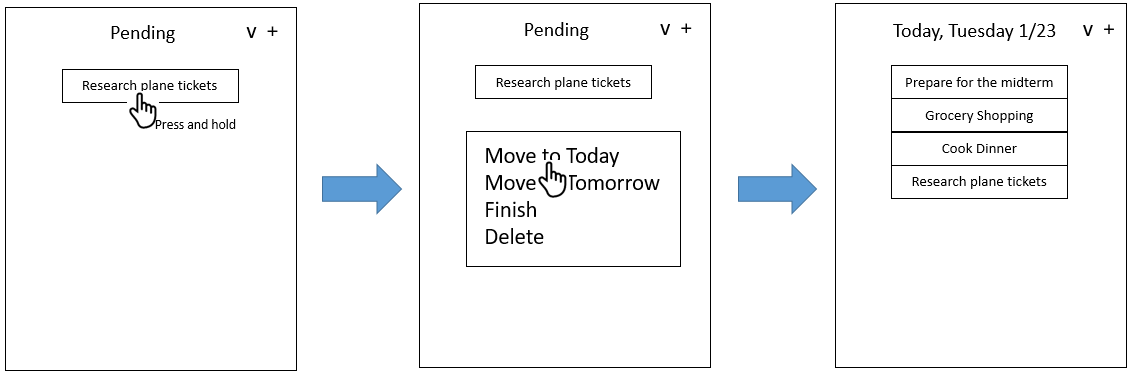 Pending v +
Research plane tickets
Press and hold
Pending v +
Research plane tickets
Move to Today
Move Tomorrow
Finish
Delete
Today, Tuesday 1/23 v +
Prepare for the midterm
Grocery Shopping
Cook Dinner
Research plane tickets